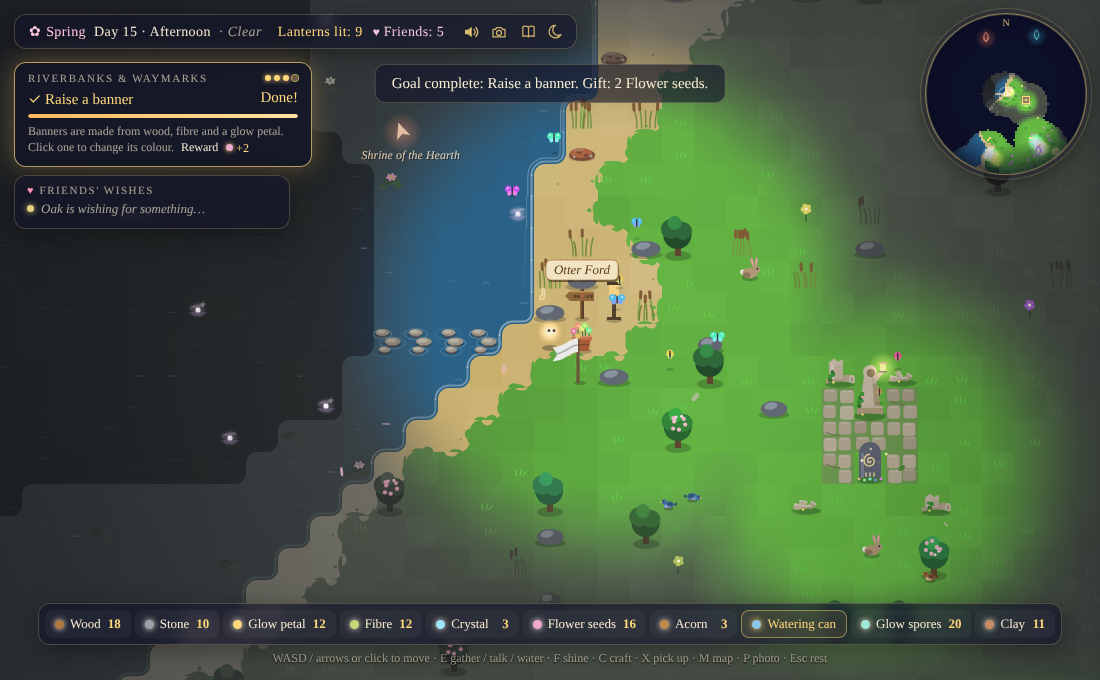 Spring Day 15 · Afternoon · Clear Lanterns lit: 9 Friends: 5
N
RIVERBANKS & WAYMARKS
Raise a banner Done!
Banners are made from wood, fibre and a glow petal.
Click one to change its colour. Reward +2
Goal complete: Raise a banner. Gift: 2 Flower seeds.
Shrine of the Hearth
FRIENDS' WISHES
Oak is wishing for something…
Otter Ford
Wood 18 Stone 10 Glow petal 12 Fibre 12 Crystal 3 Flower seeds 16 Acorn 3 Watering can Glow spores 20 Clay 11
WASD / arrows or click to move · E gather / talk / water · F shine · C craft · X pick up · M map · P photo · Esc rest